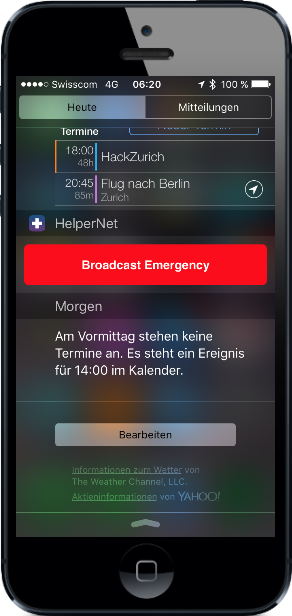 Swisscom 4G 06:20 100 %
Heute Mitteilungen
Termine
18:00 HackZurich
48h
20:45 Flug nach Berlin
85m Zurich
HelperNet
Broadcast Emergency
Morgen
Am Vormittag stehen keine
Termine an. Es steht ein Ereignis
für 14:00 im Kalender.
Bearbeiten
Informationen zum Wetter von
The Weather Channel, LLC.
Aktieninformationen von YAHOO!